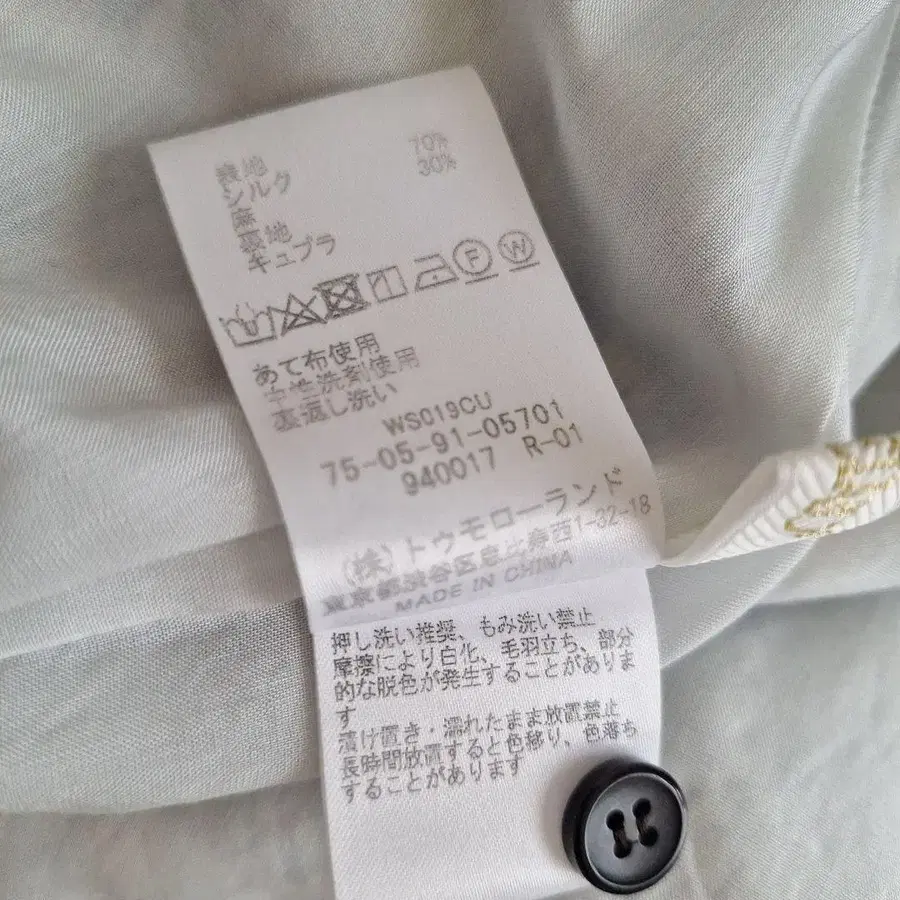 表地
シルク 70%
麻 30%
裏地
キュプラ
F W
あて布使用
中性洗剤使用
裏返し洗い
WS019CU
75-05-91-05701
940017 R-01
(株)トゥモローランド
東京都渋谷区恵比寿西1-32-18
MADE IN CHINA
押し洗い推奨、もみ洗い禁止
摩擦により白化、毛羽立ち、部分
的な脱色が発生することがありま
す
漬け置き・濡れたまま放置禁止
長時間放置すると色移り、色落ち
することがあります